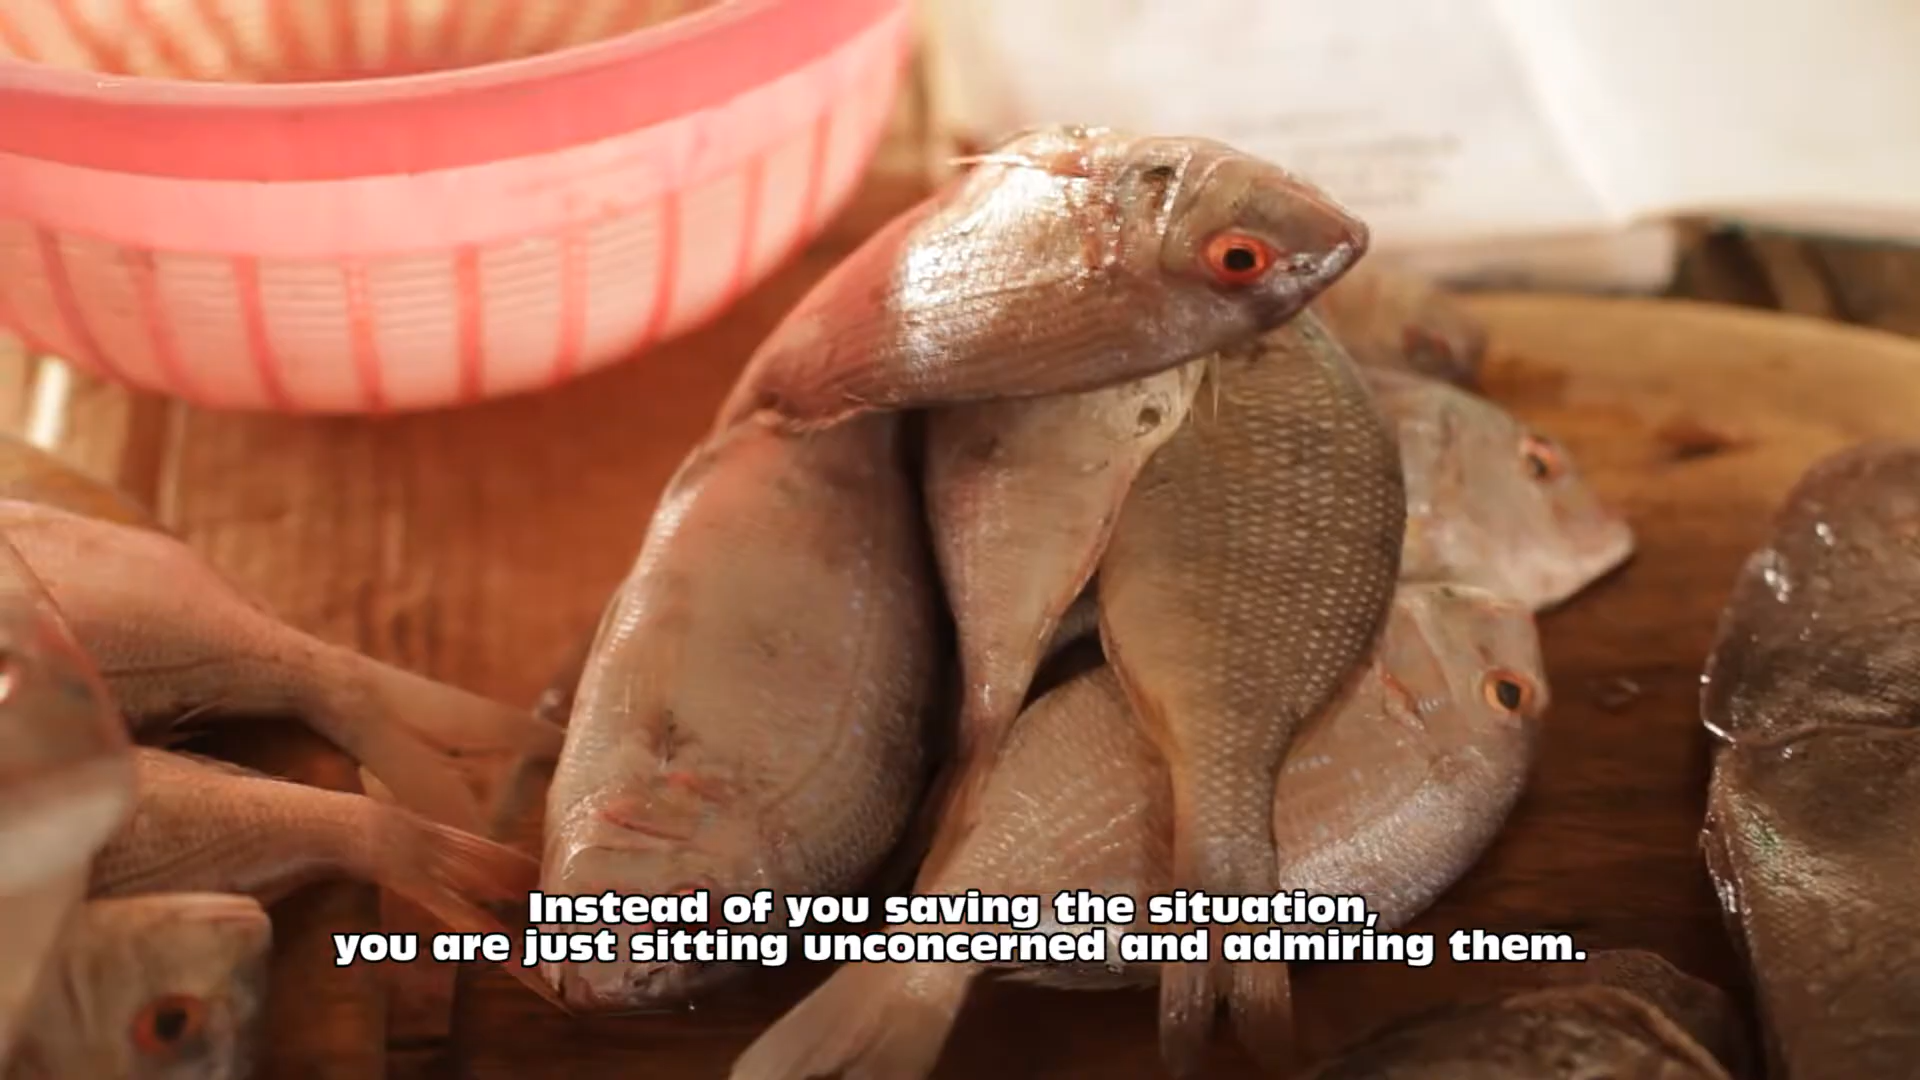 Instead of you saving the situation,
you are just sitting unconcerned and admiring them.